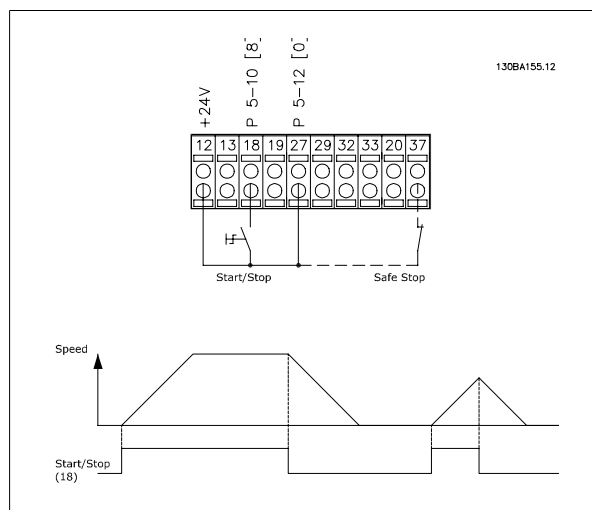 130BA155.12
+24V
P 5-10 [8]
P 5-12 [0]
12 13 18 19 27 29 32 33 20 37
Start/Stop
Safe Stop
Speed
Start/Stop
(18)